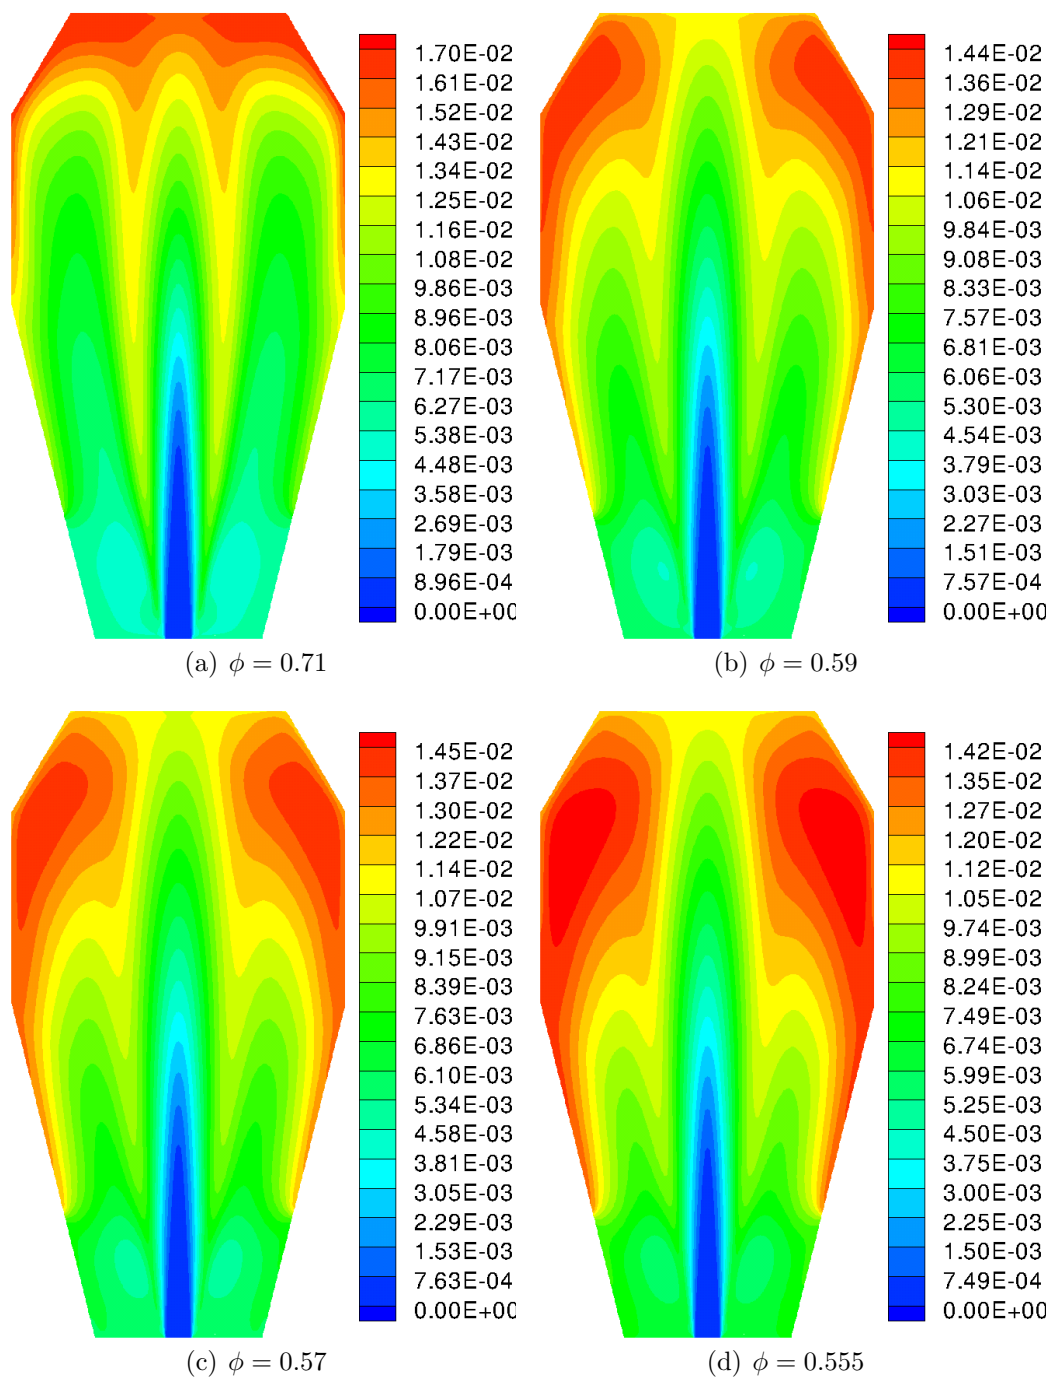 1.70E-02
1.61E-02
1.52E-02
1.43E-02
1.34E-02
1.25E-02
1.16E-02
1.08E-02
9.86E-03
8.96E-03
8.06E-03
7.17E-03
6.27E-03
5.38E-03
4.48E-03
3.58E-03
2.69E-03
1.79E-03
8.96E-04
0.00E+00
(a) ϕ = 0.71
1.44E-02
1.36E-02
1.29E-02
1.21E-02
1.14E-02
1.06E-02
9.84E-03
9.08E-03
8.33E-03
7.57E-03
6.81E-03
6.06E-03
5.30E-03
4.54E-03
3.79E-03
3.03E-03
2.27E-03
1.51E-03
7.57E-04
0.00E+00
(b) ϕ = 0.59
1.45E-02
1.37E-02
1.30E-02
1.22E-02
1.14E-02
1.07E-02
9.91E-03
9.15E-03
8.39E-03
7.63E-03
6.86E-03
6.10E-03
5.34E-03
4.58E-03
3.81E-03
3.05E-03
2.29E-03
1.53E-03
7.63E-04
0.00E+00
(c) ϕ = 0.57
1.42E-02
1.35E-02
1.27E-02
1.20E-02
1.12E-02
1.05E-02
9.74E-03
8.99E-03
8.24E-03
7.49E-03
6.74E-03
5.99E-03
5.25E-03
4.50E-03
3.75E-03
3.00E-03
2.25E-03
1.50E-03
7.49E-04
0.00E+00
(d) ϕ = 0.555